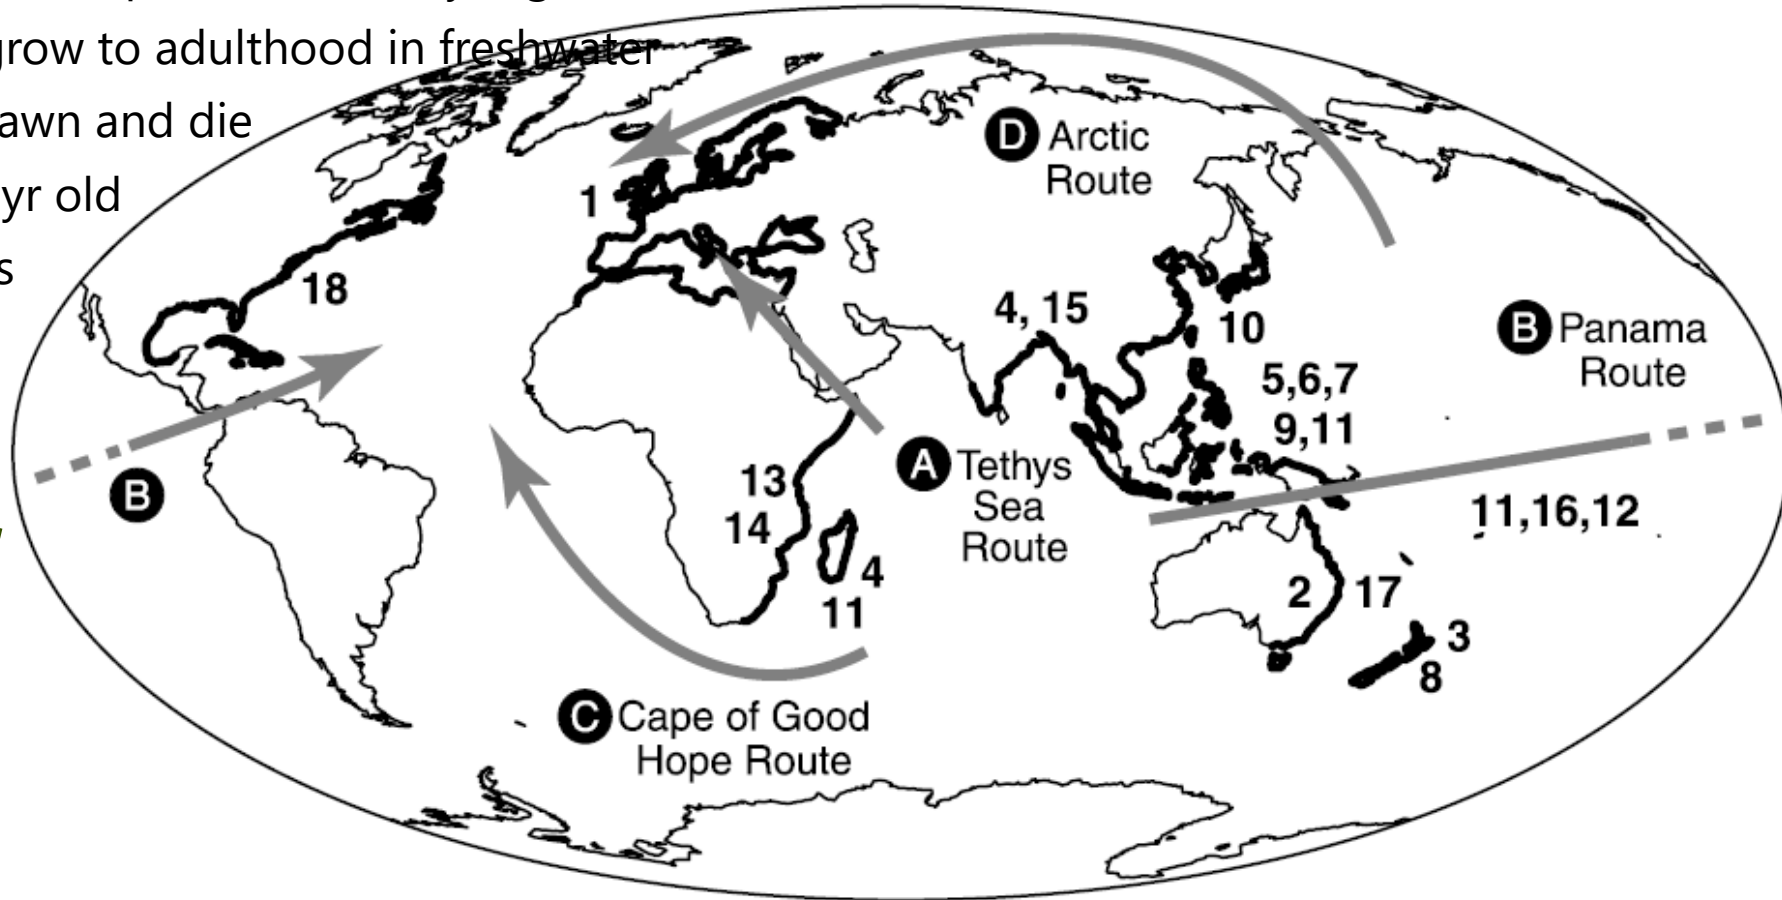 grow to adulthood in freshwater
awn and die
yr old
s
D Arctic
Route
1
18
4, 15
10
B Panama
Route
5,6,7
9,11
B
A Tethys
Sea
Route
13
14
11,16,12
4
11
2
17
3
8
C Cape of Good
Hope Route